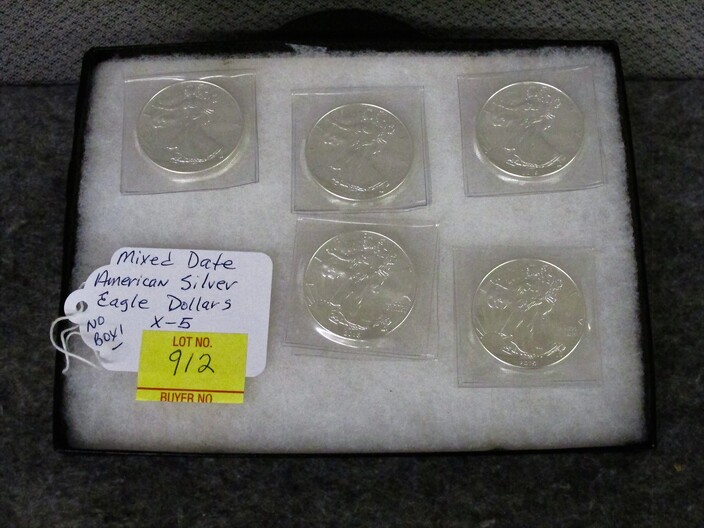 Mixed Date
American Silver
Eagle Dollars
X-5
NO
BOX!
LOT NO.
912
BUYER NO